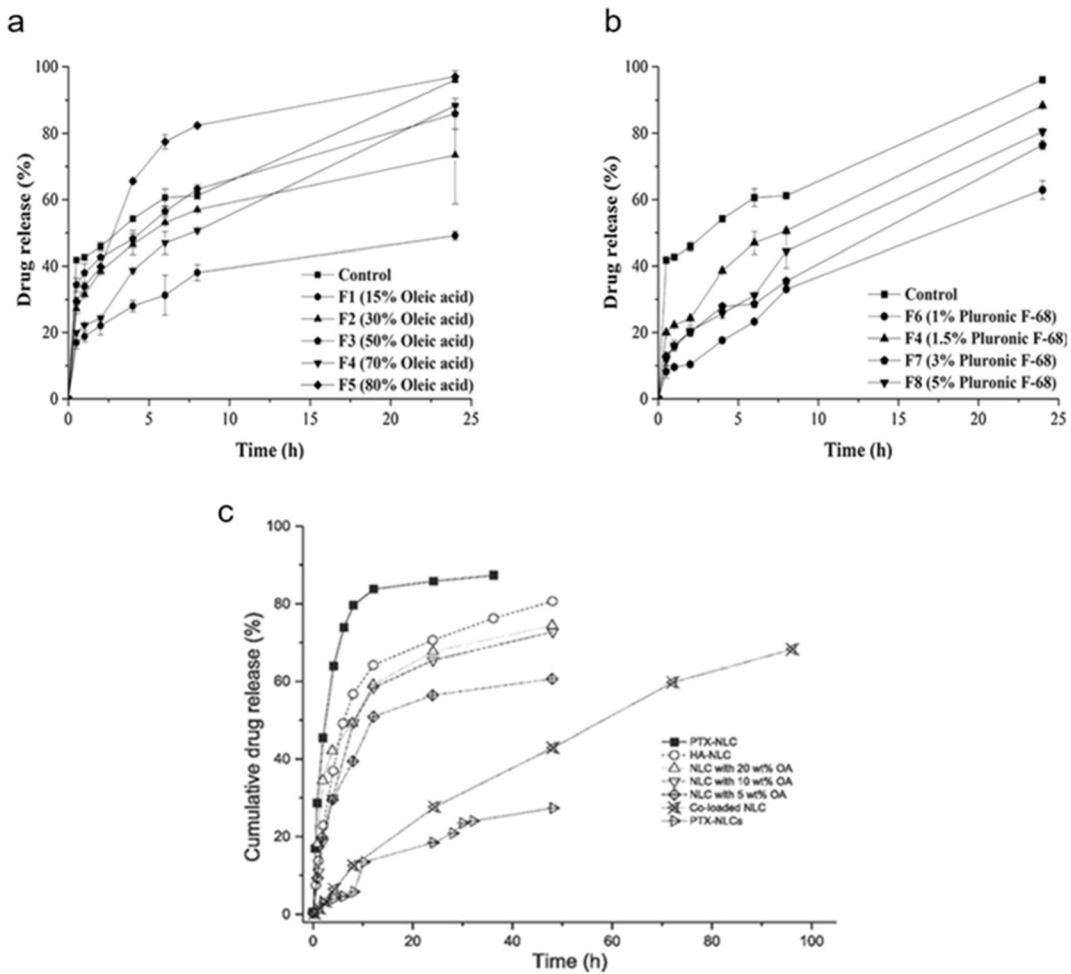 a
100
80
60
40
20
0
Drug release (%)
Control
F1 (15% Oleic acid)
F2 (30% Oleic acid)
F3 (50% Oleic acid)
F4 (70% Oleic acid)
F5 (80% Oleic acid)
0 5 10 15 20 25
Time (h)
b
100
80
60
40
20
0
Drug release (%)
Control
F6 (1% Pluronic F-68)
F4 (1.5% Pluronic F-68)
F7 (3% Pluronic F-68)
F8 (5% Pluronic F-68)
0 5 10 15 20 25
Time (h)
c
100
80
60
40
20
0
Cumulative drug release (%)
PTX-NLC
HA-NLC
NLC with 20 wt% OA
NLC with 10 wt% OA
NLC with 5 wt% OA
Co-loaded NLC
PTX-NLCs
0 20 40 60 80 100
Time (h)